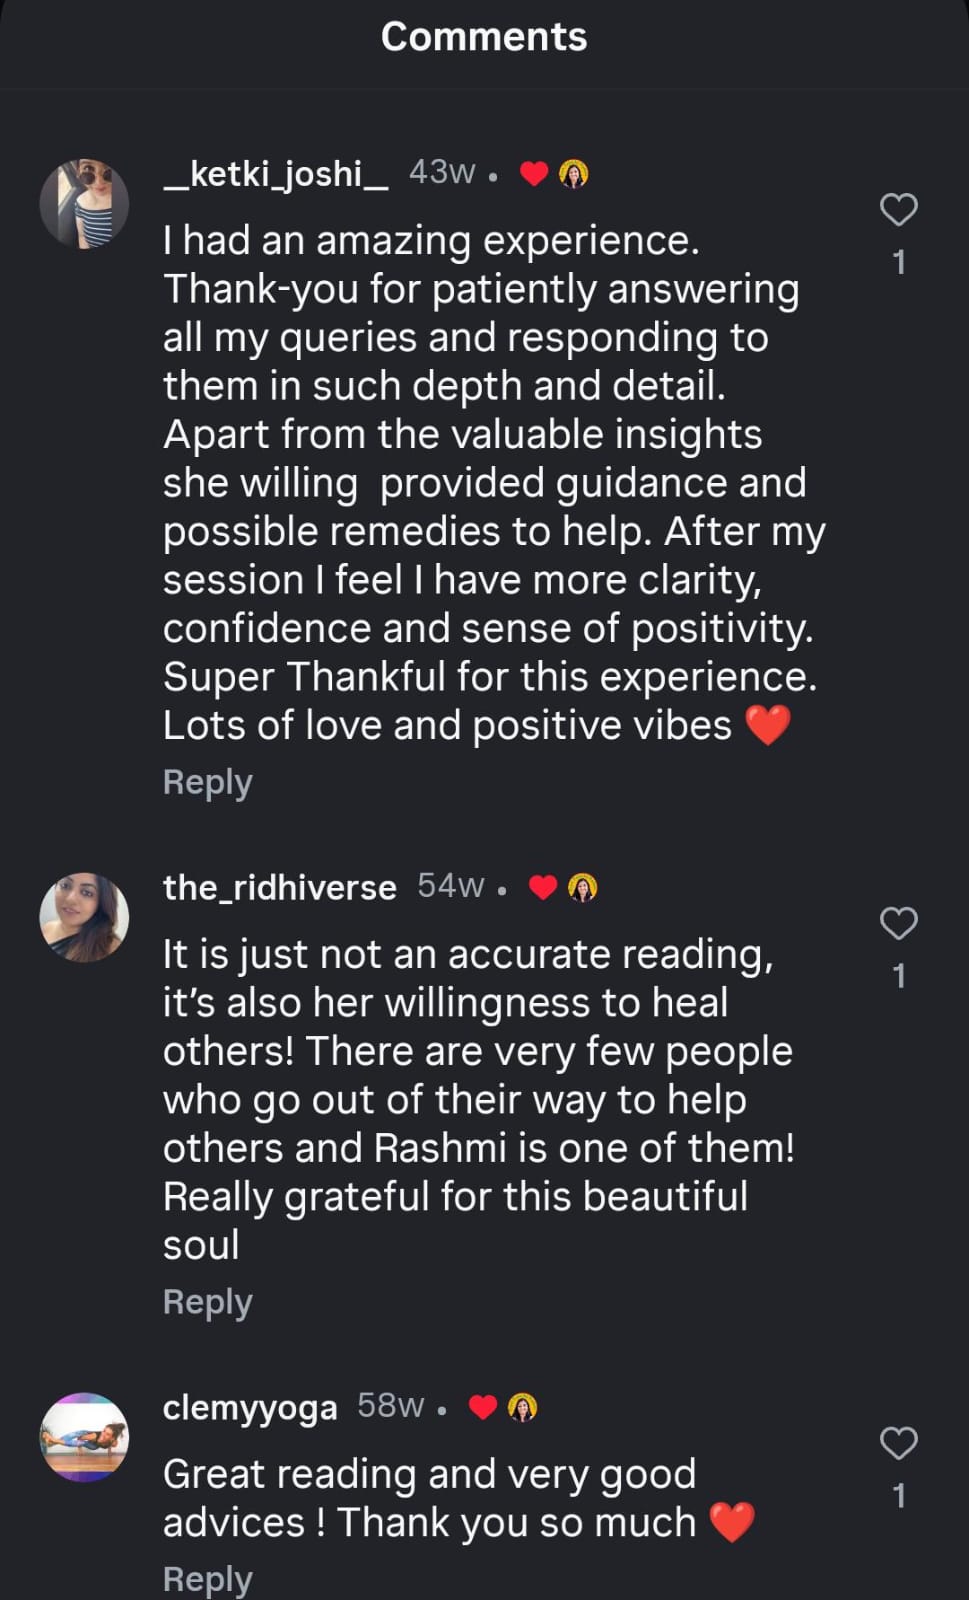 Comments
__ketki_joshi__ 43w • ❤️
I had an amazing experience.
Thank-you for patiently answering
all my queries and responding to
them in such depth and detail.
Apart from the valuable insights
she willing  provided guidance and
possible remedies to help. After my
session I feel I have more clarity,
confidence and sense of positivity.
Super Thankful for this experience.
Lots of love and positive vibes ❤️
1
Reply
the_ridhiverse 54w • ❤️
It is just not an accurate reading,
it’s also her willingness to heal
others! There are very few people
who go out of their way to help
others and Rashmi is one of them!
Really grateful for this beautiful
soul
1
Reply
clemyyoga 58w • ❤️
Great reading and very good
advices ! Thank you so much ❤️
1
Reply